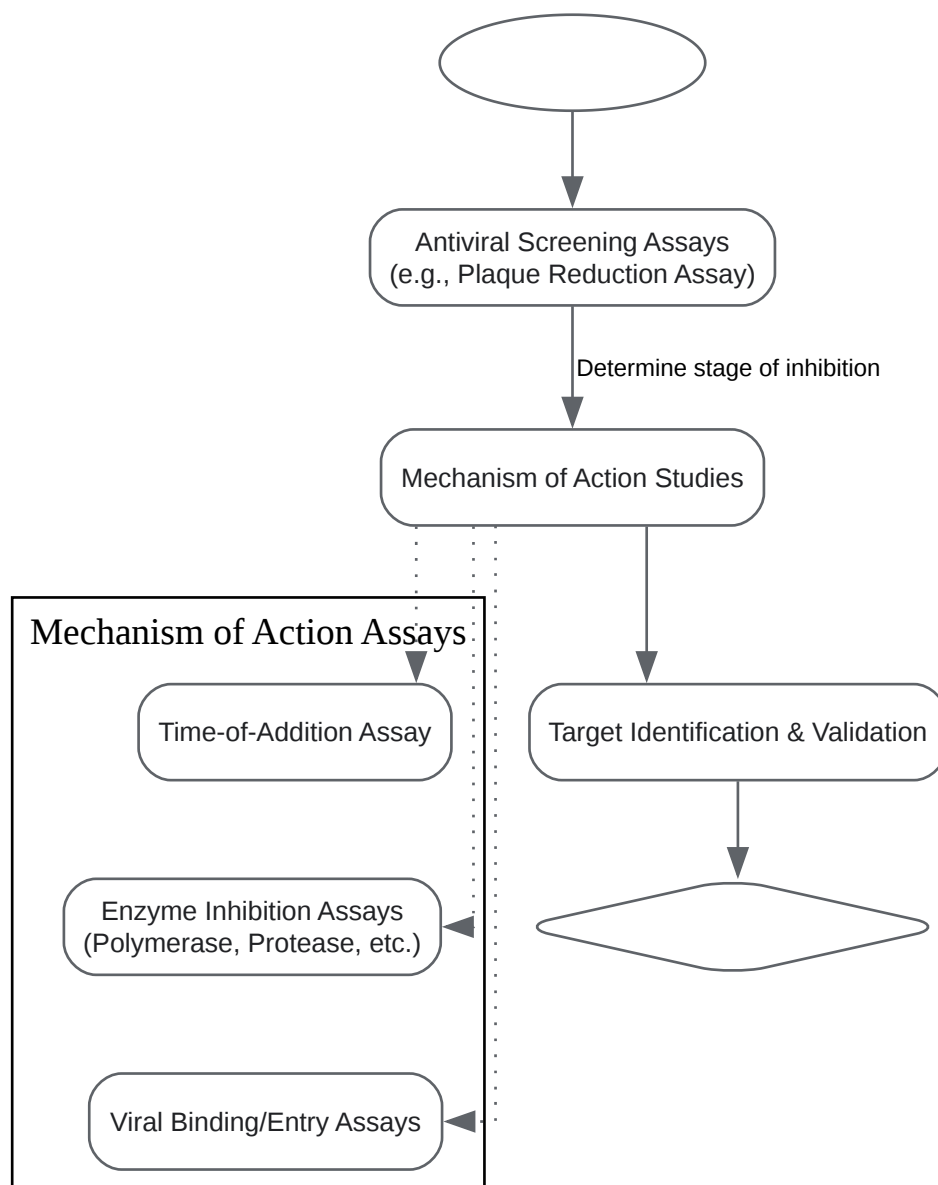 Antiviral Screening Assays
(e.g., Plaque Reduction Assay)
Determine stage of inhibition
Mechanism of Action Studies
Mechanism of Action Assays
Time-of-Addition Assay
Target Identification & Validation
Enzyme Inhibition Assays
(Polymerase, Protease, etc.)
Viral Binding/Entry Assays